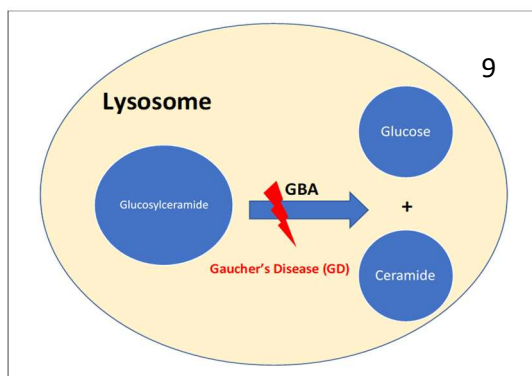 9
Lysosome
Glucose
Glucosylceramide
GBA
+
Gaucher's Disease (GD)
Ceramide